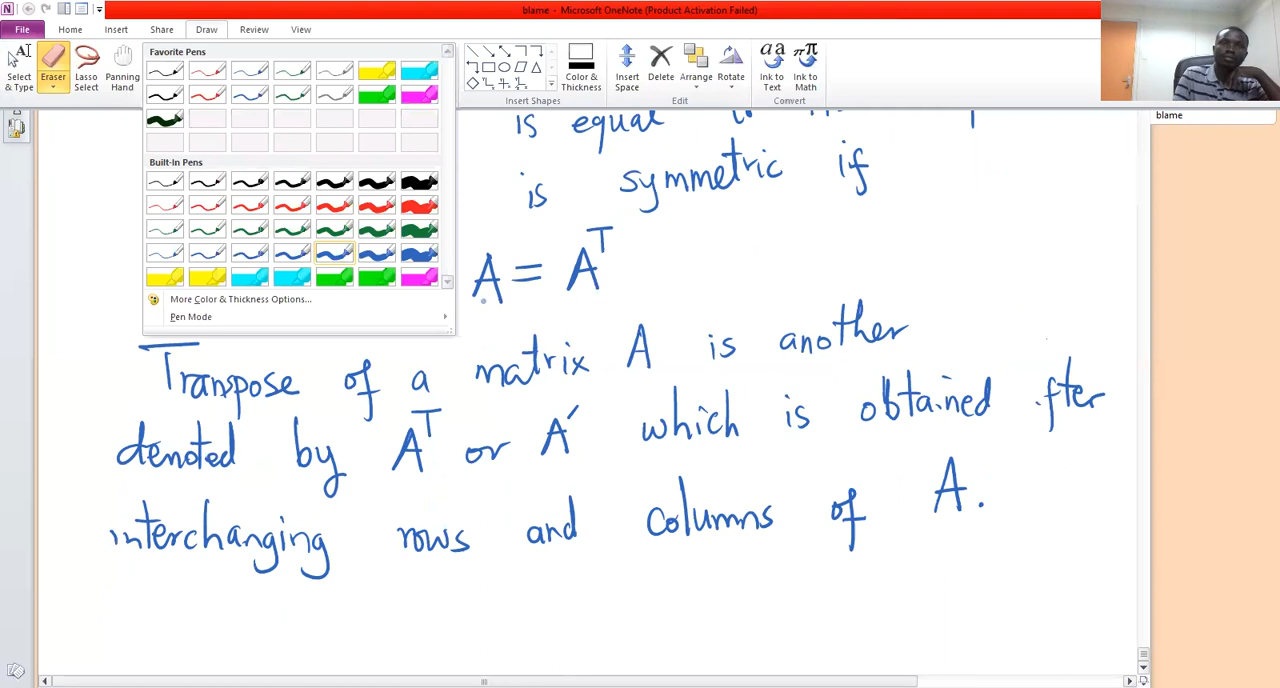 blame - Microsoft OneNote (Product Activation Failed)
File Home Insert Share Draw Review View
Select & Type
Eraser
Lasso Select
Panning Hand
Favorite Pens
Built-In Pens
More Color & Thickness Options...
Pen Mode
Color & Thickness
Insert Shapes
Insert Space
Delete
Arrange
Rotate
Edit
Ink to Text
Ink to Math
Convert
blame
is equal
is symmetric if
A = A^T
Transpose of a matrix A is another
denoted by A^T or A′ which is obtained fter
interchanging rows and columns of A.